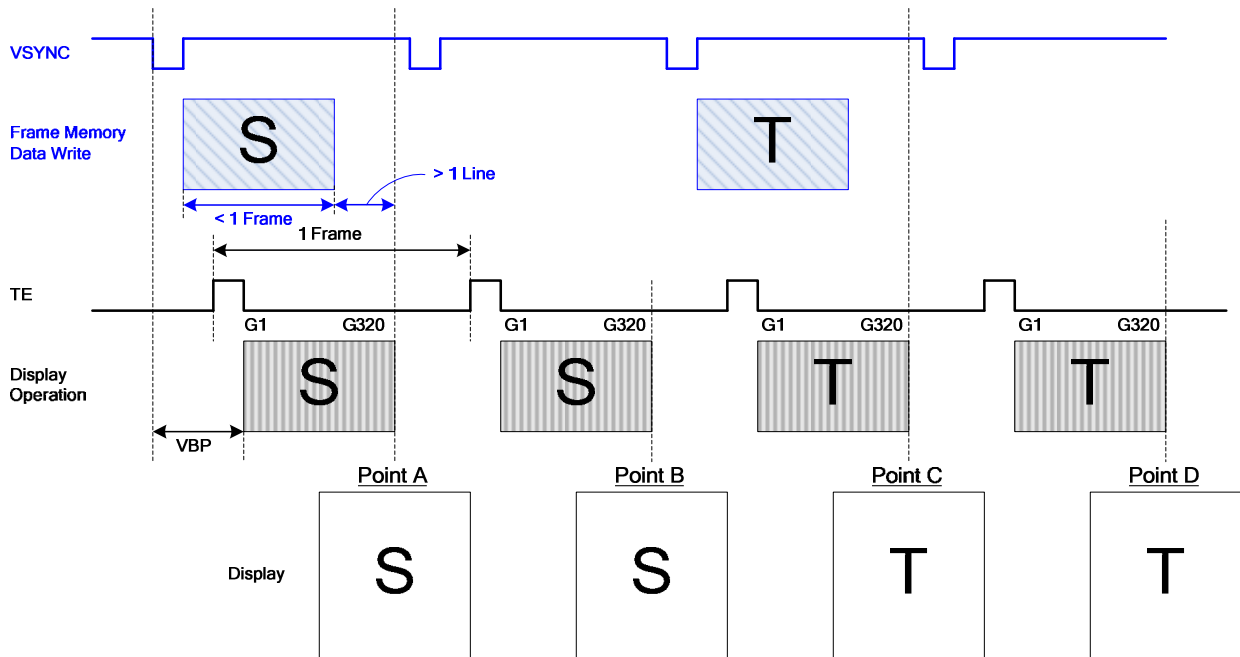 VSYNC
Frame Memory
Data Write
S
T
> 1 Line
< 1 Frame
1 Frame
TE
G1 G320 G1 G320 G1 G320 G1 G320
Display
Operation
S S T T
VBP
Point A Point B Point C Point D
Display
S S T T